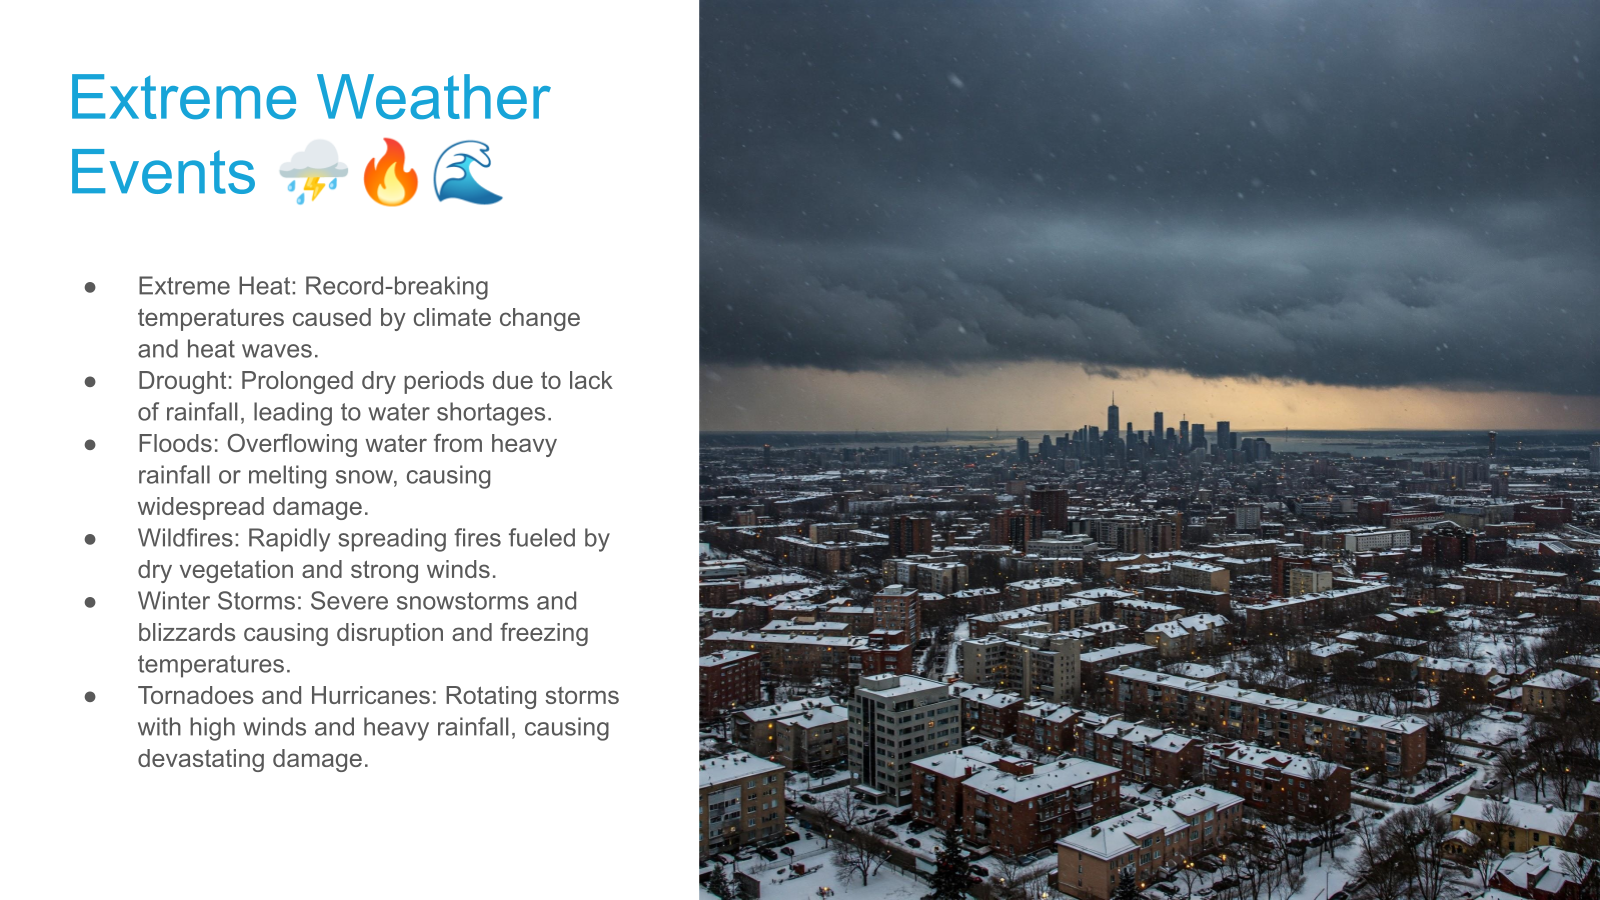 Extreme Weather
Events ⛈️🔥🌊
● Extreme Heat: Record-breaking
temperatures caused by climate change
and heat waves.
● Drought: Prolonged dry periods due to lack
of rainfall, leading to water shortages.
● Floods: Overflowing water from heavy
rainfall or melting snow, causing
widespread damage.
● Wildfires: Rapidly spreading fires fueled by
dry vegetation and strong winds.
● Winter Storms: Severe snowstorms and
blizzards causing disruption and freezing
temperatures.
● Tornadoes and Hurricanes: Rotating storms
with high winds and heavy rainfall, causing
devastating damage.